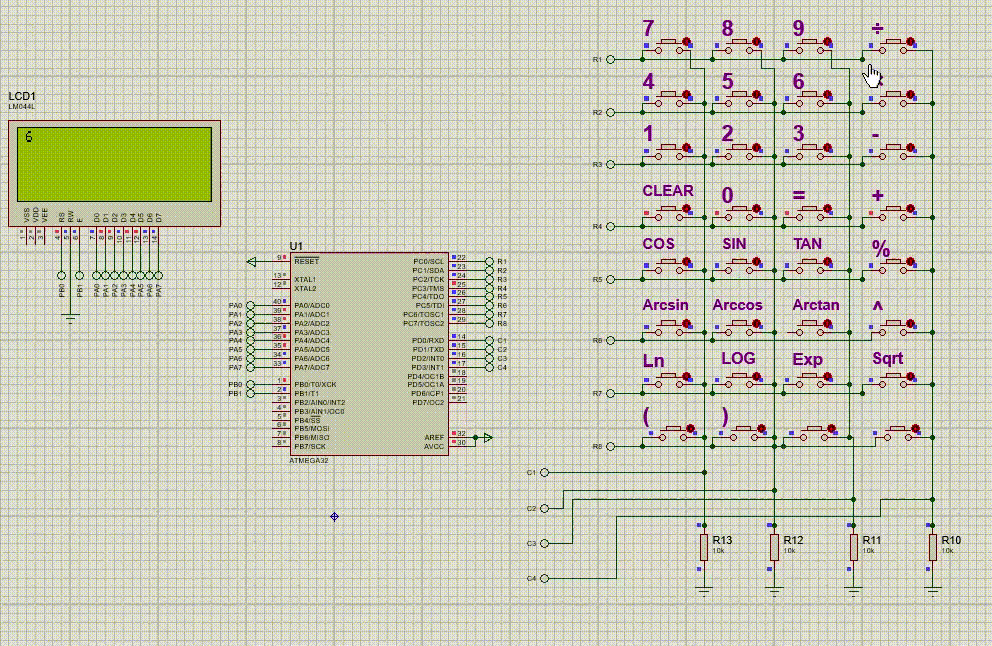 7 8 9 ÷
R1
4 5 6
R2
1 2 3 -
R3
CLEAR 0 = +
R4
COS SIN TAN %
R5
Arcsin Arccos Arctan ^
R6
Ln LOG Exp Sqrt
R7
( )
R8
C1
C2
C3
C4
R13 R12 R11 R10
10k 10k 10k 10k
LCD1
LM044L
6
VSS VDD VEE RS RW E D0 D1 D2 D3 D4 D5 D6 D7
1 2 3 4 5 6 7 8 9 10 11 12 13 14
PB0 PB1 PA0 PA1 PA2 PA3 PA4 PA5 PA6 PA7
U1
9 RESET PC0/SCL 22 R1
PC1/SDA 23 R2
13 XTAL1 PC2/TCK 24 R3
12 XTAL2 PC3/TMS 25 R4
PC4/TDO 26 R5
PA0 40 PA0/ADC0 PC5/TDI 27 R6
PA1 39 PA1/ADC1 PC6/TOSC1 28 R7
PA2 38 PA2/ADC2 PC7/TOSC2 29 R8
PA3 37 PA3/ADC3
PA4 36 PA4/ADC4 PD0/RXD 14 C1
PA5 35 PA5/ADC5 PD1/TXD 15 C2
PA6 34 PA6/ADC6 PD2/INT0 16 C3
PA7 33 PA7/ADC7 PD3/INT1 17 C4
PD4/OC1B 18
PB0 1 PB0/T0/XCK PD5/OC1A 19
PB1 2 PB1/T1 PD6/ICP1 20
3 PB2/AIN0/INT2 PD7/OC2 21
4 PB3/AIN1/OC0
5 PB4/SS
6 PB5/MOSI
7 PB6/MISO AREF 32
8 PB7/SCK AVCC 30
ATMEGA32